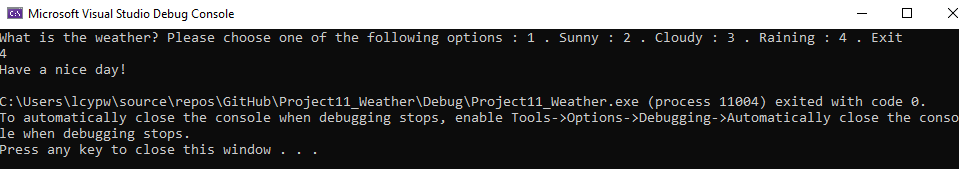 Microsoft Visual Studio Debug Console
What is the weather? Please choose one of the following options : 1 . Sunny : 2 . Cloudy : 3 . Raining : 4 . Exit
4
Have a nice day!
C:\Users\lcypw\source\repos\GitHub\Project11_Weather\Debug\Project11_Weather.exe (process 11004) exited with code 0.
To automatically close the console when debugging stops, enable Tools->Options->Debugging->Automatically close the conso
le when debugging stops.
Press any key to close this window . . .